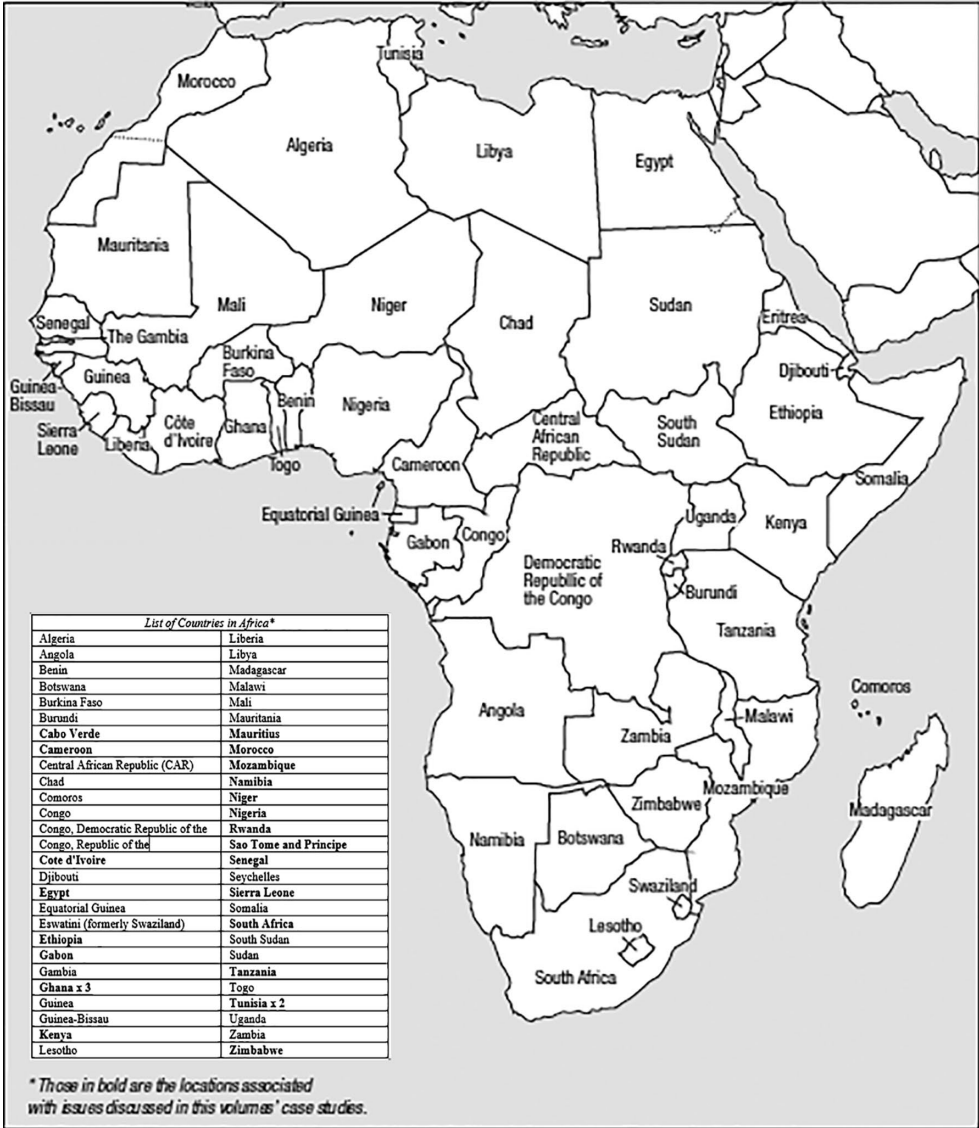 Tunisia
Morocco
Algeria
Libya
Egypt
Mauritania
Mali
Niger
Chad
Sudan
Eritrea
Senegal
The Gambia
Burkina
Faso
Djibouti
Guinea-
Bissau
Guinea
Benin
Nigeria
Ethiopia
Sierra
Leone
Liberia
Côte
d'Ivoire
Ghana
Togo
Central
African
Republic
South
Sudan
Cameroon
Somalia
Equatorial Guinea
Gabon
Congo
Uganda
Kenya
Rwanda
Democratic
Republlic of
the Congo
Burundi
Tanzania
Comoros
Angola
Malawi
Zambia
Mozambique
Zimbabwe
Madagascar
Namibia
Botswana
Swaziland
Lesotho
South Africa
List of Countries in Africa*
Algeria Liberia
Angola Libya
Benin Madagascar
Botswana Malawi
Burkina Faso Mali
Burundi Mauritania
Cabo Verde Mauritius
Cameroon Morocco
Central African Republic (CAR) Mozambique
Chad Namibia
Comoros Niger
Congo Nigeria
Congo, Democratic Republic of the Rwanda
Congo, Republic of the Sao Tome and Principe
Cote d'Ivoire Senegal
Djibouti Seychelles
Egypt Sierra Leone
Equatorial Guinea Somalia
Eswatini (formerly Swaziland) South Africa
Ethiopia South Sudan
Gabon Sudan
Gambia Tanzania
Ghana x 3 Togo
Guinea Tunisia x 2
Guinea-Bissau Uganda
Kenya Zambia
Lesotho Zimbabwe
* Those in bold are the locations associated
with issues discussed in this volumes' case studies.